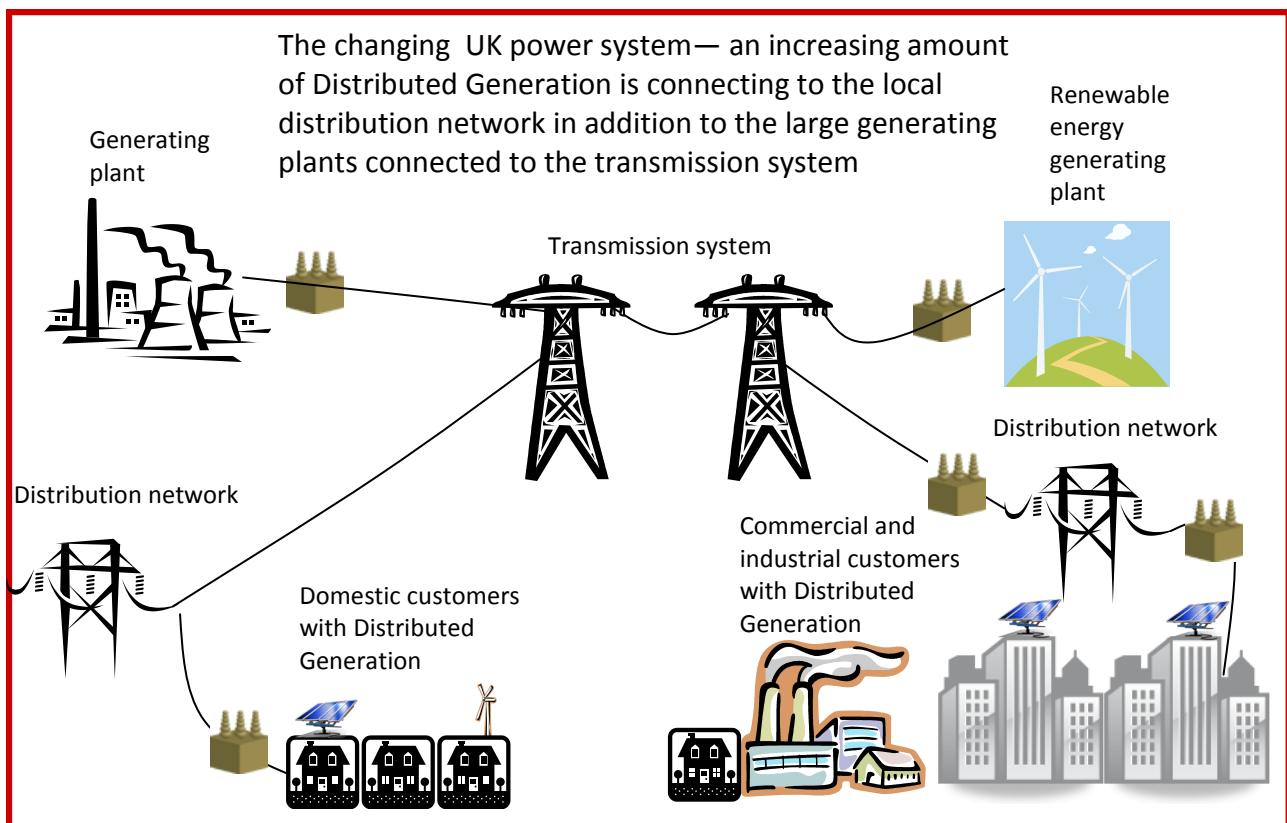 The changing  UK power system— an increasing amount
of Distributed Generation is connecting to the local
distribution network in addition to the large generating
plants connected to the transmission system
Generating
plant
Renewable
energy
generating
plant
Transmission system
Distribution network
Distribution network
Domestic customers
with Distributed
Generation
Commercial and
industrial customers
with Distributed
Generation